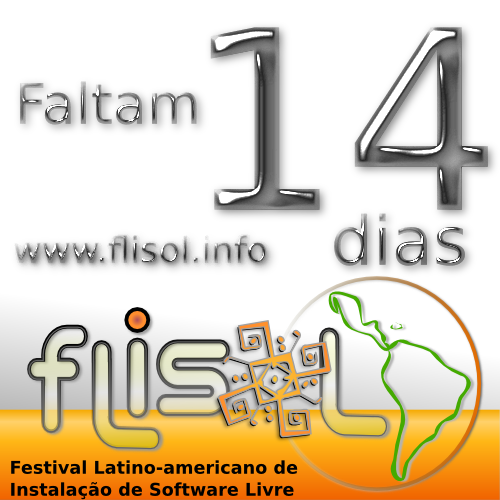 Faltam 14
dias
www.flisol.info
fLISoL
Festival Latino-americano de
Instalação de Software Livre